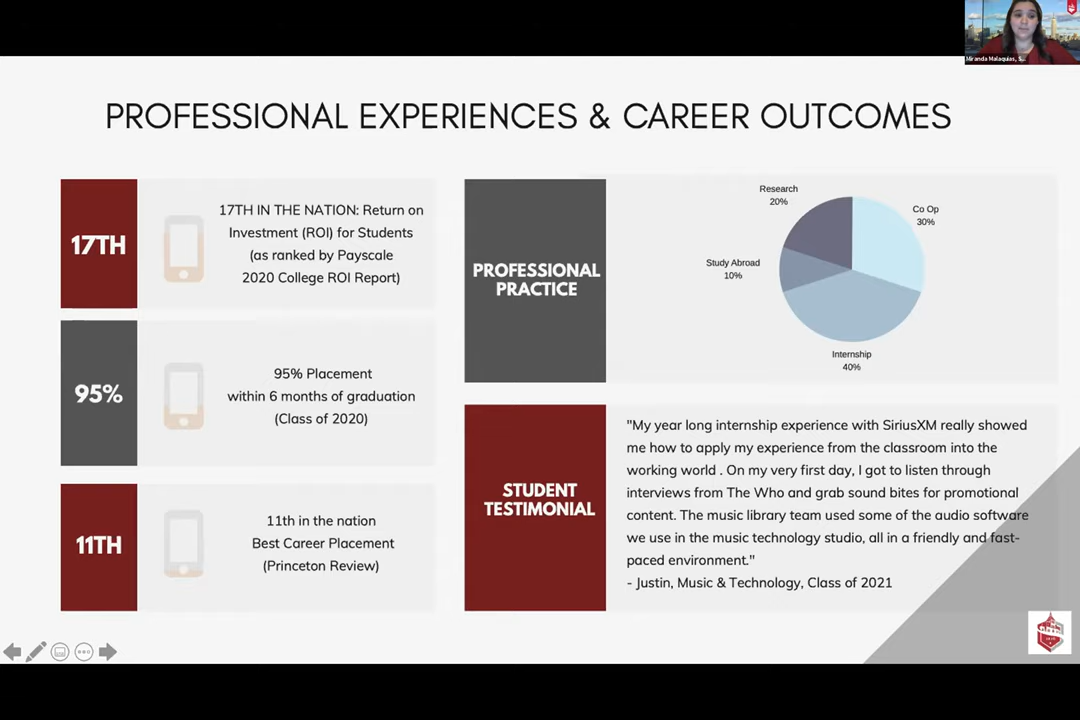 Miranda Malaquias, S...
PROFESSIONAL EXPERIENCES & CAREER OUTCOMES
17TH
17TH IN THE NATION: Return on
Investment (ROI) for Students
(as ranked by Payscale
2020 College ROI Report)
95%
95% Placement
within 6 months of graduation
(Class of 2020)
11TH
11th in the nation
Best Career Placement
(Princeton Review)
PROFESSIONAL
PRACTICE
Research
20%
Co Op
30%
Study Abroad
10%
Internship
40%
STUDENT
TESTIMONIAL
"My year long internship experience with SiriusXM really showed
me how to apply my experience from the classroom into the
working world . On my very first day, I got to listen through
interviews from The Who and grab sound bites for promotional
content. The music library team used some of the audio software
we use in the music technology studio, all in a friendly and fast-
paced environment."
- Justin, Music & Technology, Class of 2021